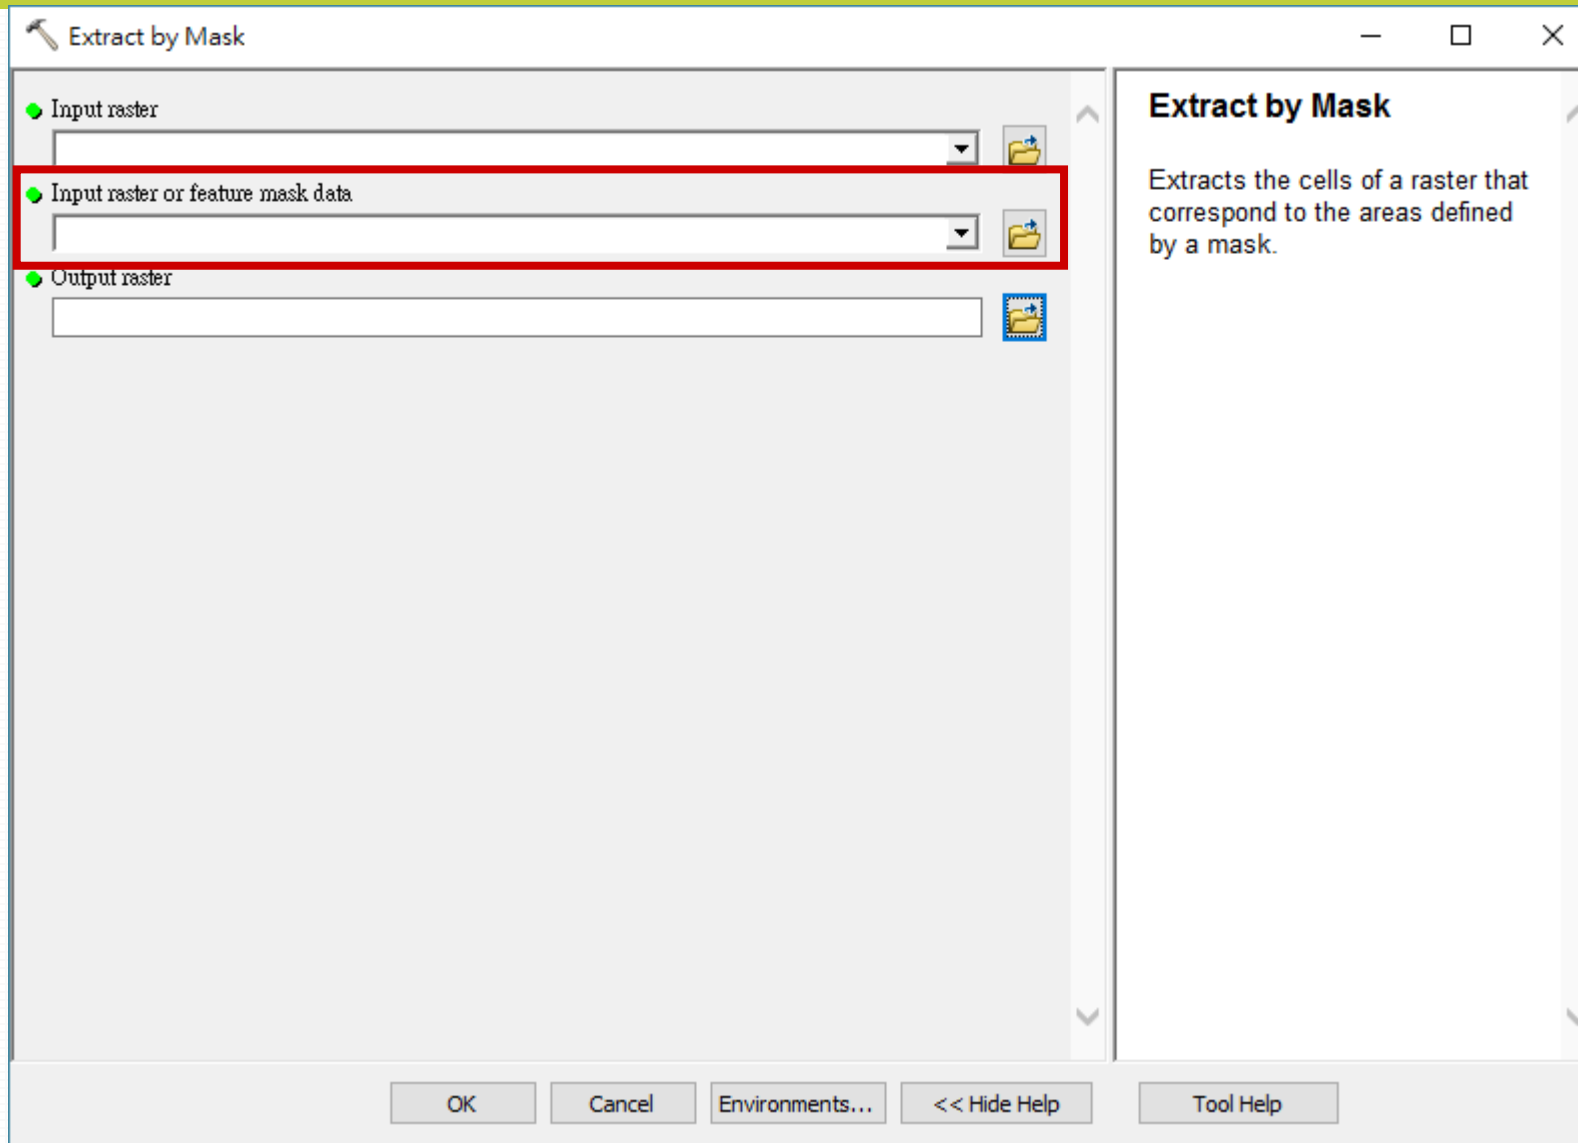 Extract by Mask
Input raster
Input raster or feature mask data
Output raster
Extract by Mask
Extracts the cells of a raster that
correspond to the areas defined
by a mask.
OK
Cancel
Environments...
<< Hide Help
Tool Help